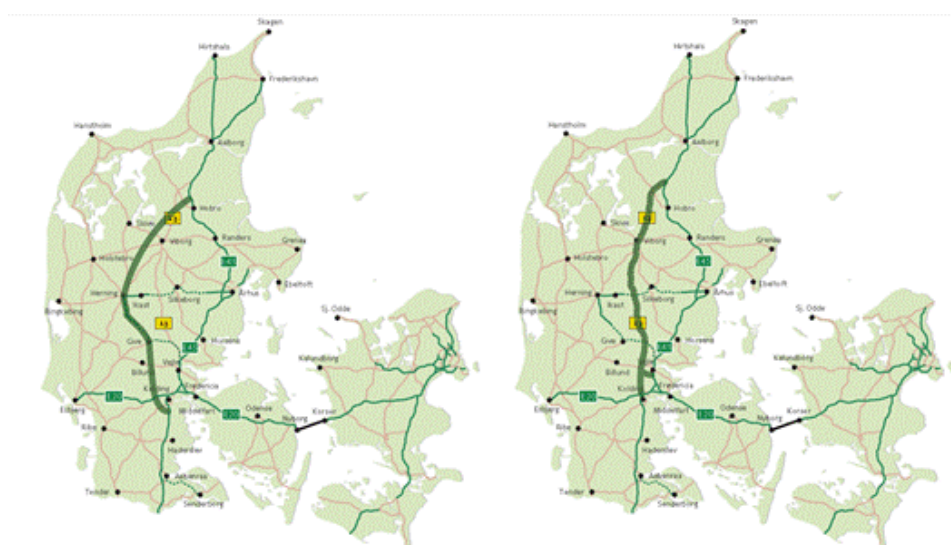 Skagen
Hirtshals
Frederikshavn
Hanstholm
Aalborg
Hobro
Skive
Viborg
Randers
Grenaa
Holstebro
E45
Ebeltoft
Herning
Ikast
Silkeborg
Århus
Ringkøbing
Sj. Odde
Give
Horsens
E45
Kalundborg
Vejle
Billund
Kolding
Fredericia
E20
Esbjerg
Middelfart
E20
Odense
Nyborg
Korsør
Ribe
Haderslev
Aabenraa
Tønder
Sønderborg
Skagen
Hirtshals
Frederikshavn
Hanstholm
Aalborg
Hobro
Skive
Viborg
Randers
Grenaa
Holstebro
E45
Ebeltoft
Herning
Ikast
Silkeborg
Århus
Ringkøbing
Sj. Odde
Give
Horsens
E45
Kalundborg
Billund
Fredericia
E20
Esbjerg
Middelfart
E20
Odense
Nyborg
Korsør
Ribe
Haderslev
Aabenraa
Tønder
Sønderborg